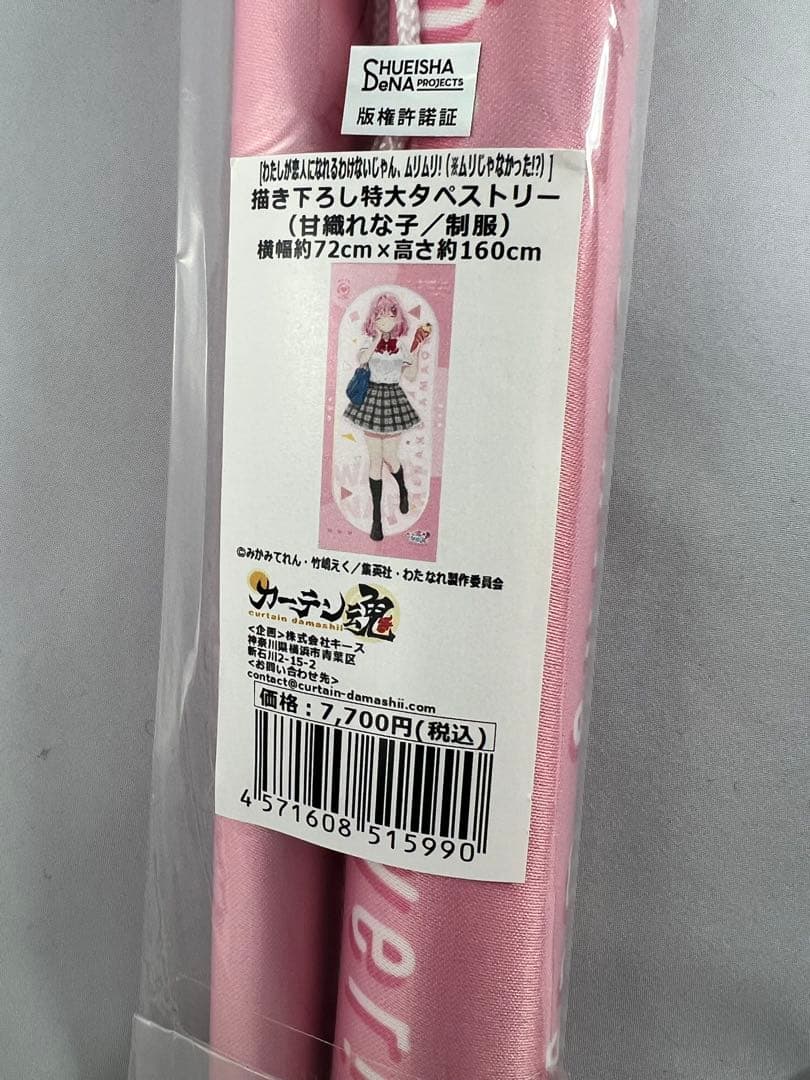 SHUEISHA
DeNA PROJECTS
版権許諾証
[わたしが恋人になれるわけないじゃん、ムリムリ!(※ムリじゃなかった!?)]
描き下ろし特大タペストリー
(甘織れな子/制服)
横幅約72cm×高さ約160cm
©みかみてれん・竹嶋えく/集英社・わたなれ製作委員会
カーテン魂
curtain damashii
<企画>株式会社キース
神奈川県横浜市青葉区
新石川2-15-2
<お問い合わせ先>
contact@curtain-damashii.com
価格:7,700円(税込)
4 571608 515990
ver!